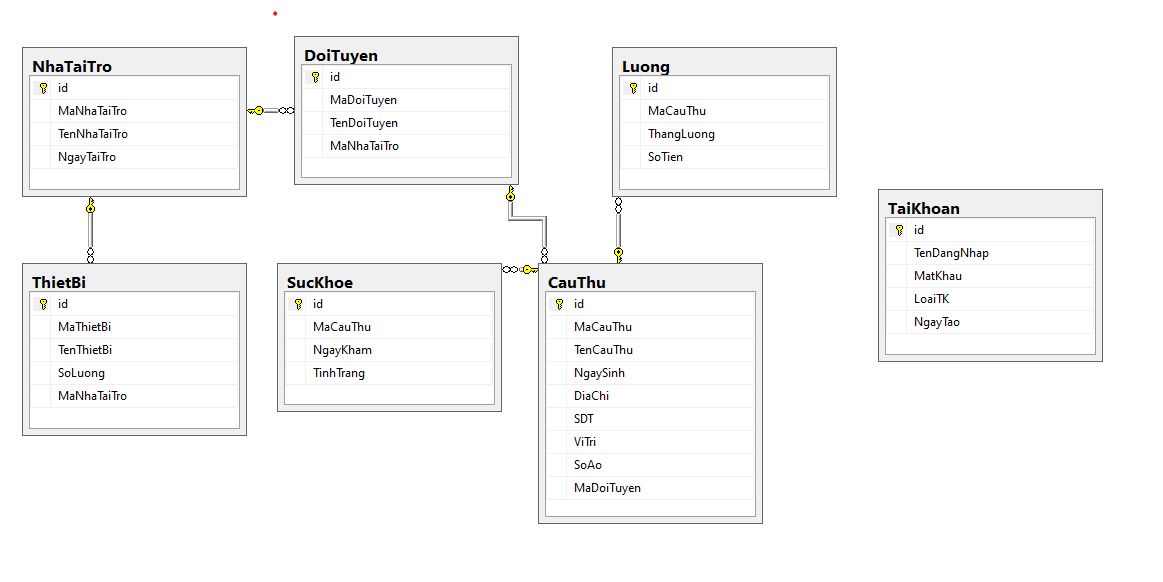 NhaTaiTro
id
MaNhaTaiTro
TenNhaTaiTro
NgayTaiTro
DoiTuyen
id
MaDoiTuyen
TenDoiTuyen
MaNhaTaiTro
Luong
id
MaCauThu
ThangLuong
SoTien
TaiKhoan
id
TenDangNhap
MatKhau
LoaiTK
NgayTao
ThietBi
id
MaThietBi
TenThietBi
SoLuong
MaNhaTaiTro
SucKhoe
id
MaCauThu
NgayKham
TinhTrang
CauThu
id
MaCauThu
TenCauThu
NgaySinh
DiaChi
SDT
ViTri
SoAo
MaDoiTuyen